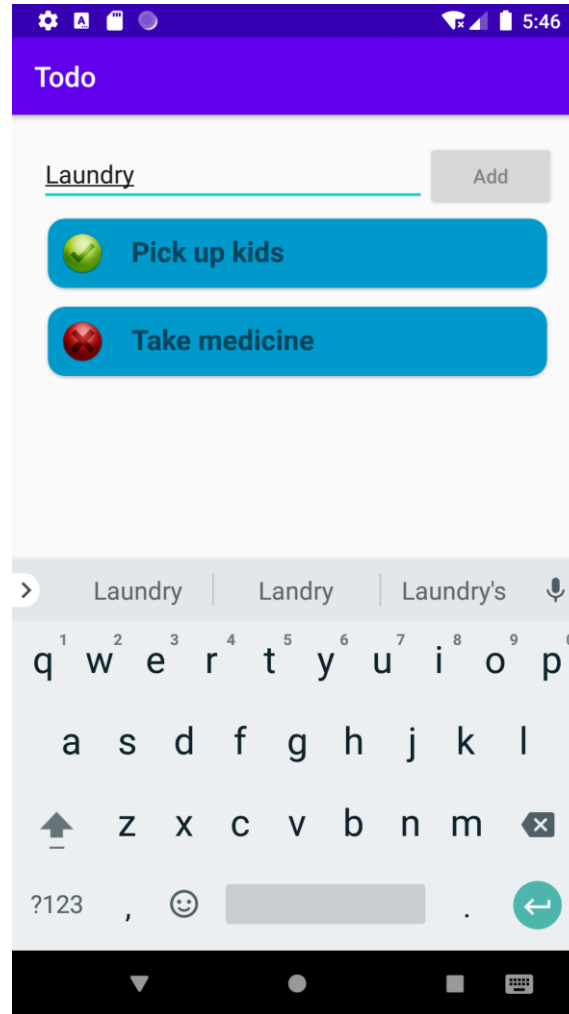 5:46
Todo
Laundry Add
Pick up kids
Take medicine
Laundry Landry Laundry's
1 2 3 4 5 6 7 8 9 0
q w e r t y u i o p
a s d f g h j k l
z x c v b n m
?123 , .